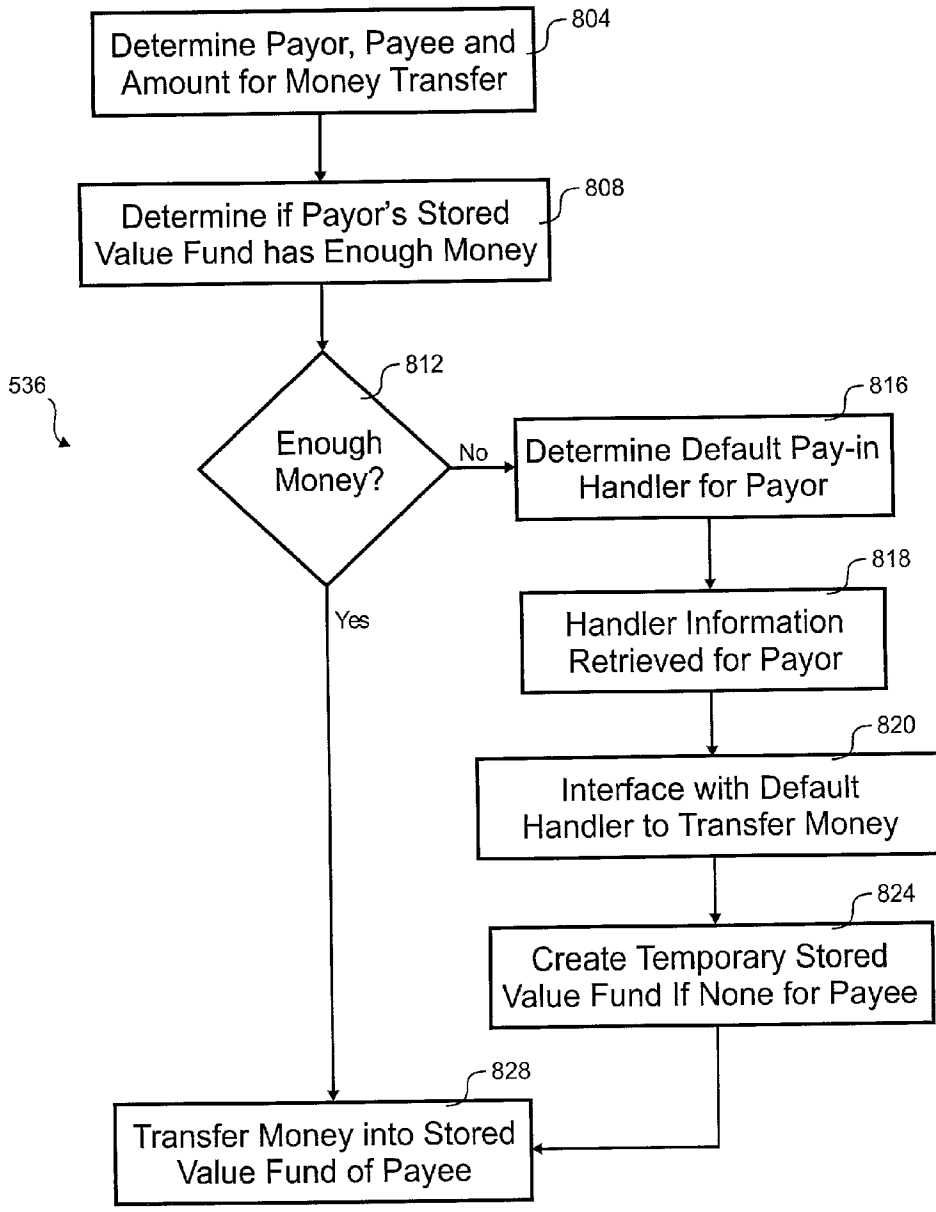 804
Determine Payor, Payee and
Amount for Money Transfer
808
Determine if Payor's Stored
Value Fund has Enough Money
812
536
Enough
Money?
No
816
Determine Default Pay-in
Handler for Payor
Yes
818
Handler Information
Retrieved for Payor
820
Interface with Default
Handler to Transfer Money
824
Create Temporary Stored
Value Fund If None for Payee
828
Transfer Money into Stored
Value Fund of Payee